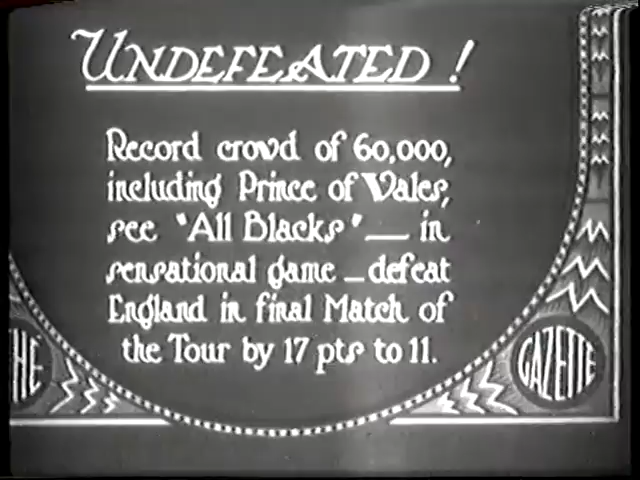 UNDEFEATED!
Record crowd of 60,000,
including Prince of Wales,
see "All Blacks" — in
sensational game — defeat
England in final Match of
the Tour by 17 pts to 11.
HE GAZETTE